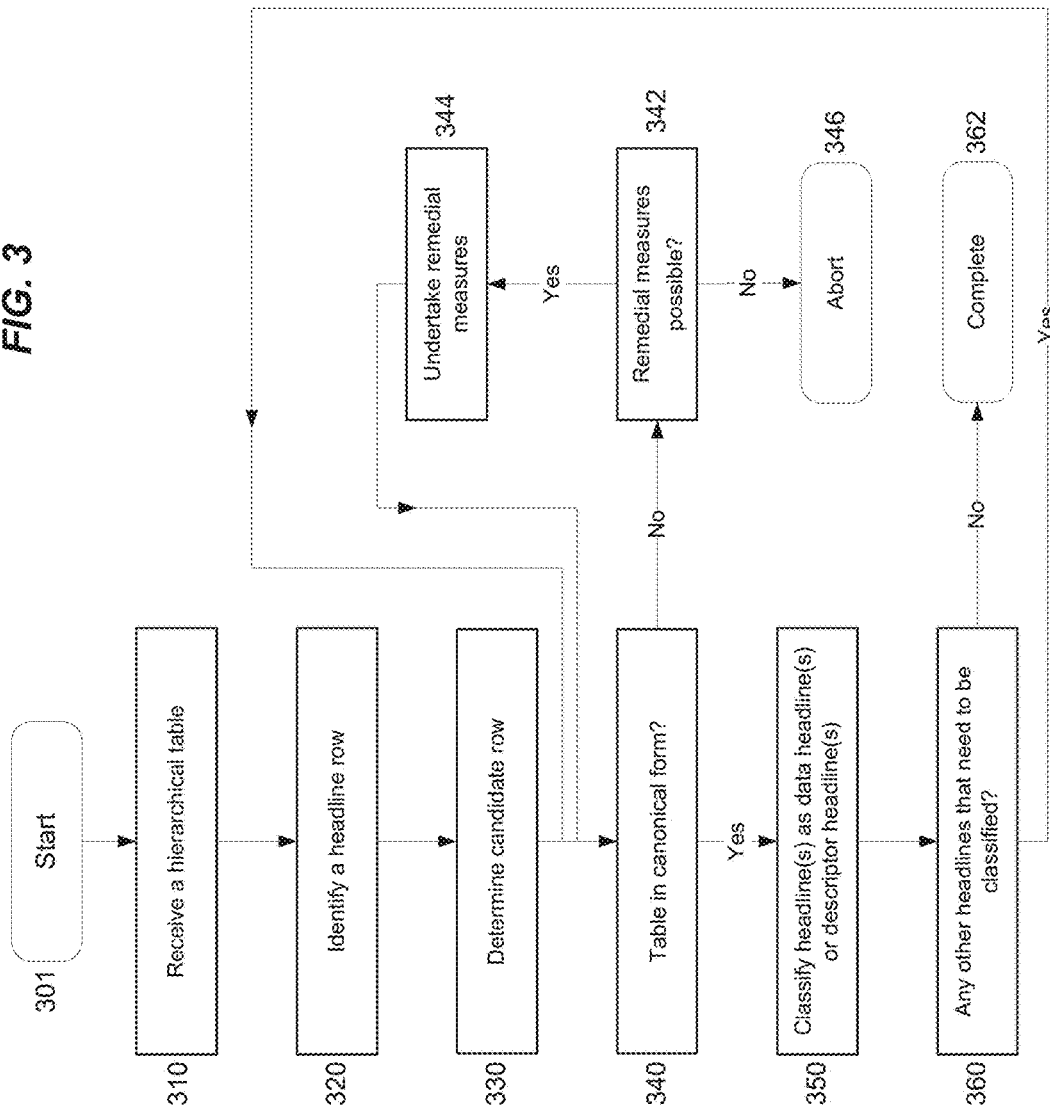 FIG. 3
301
Start
310
Receive a hierarchical table
320
Identify a headline row
330
Determine candidate row
340
Table in canonical form?
No
Yes
350
Classify headline(s) as data headline(s)
or descriptor headline(s)
360
Any other headlines that need to be
classified?
No
Yes
Undertake remedial
measures
344
Yes
Remedial measures
possible?
342
No
Abort
346
Complete
362